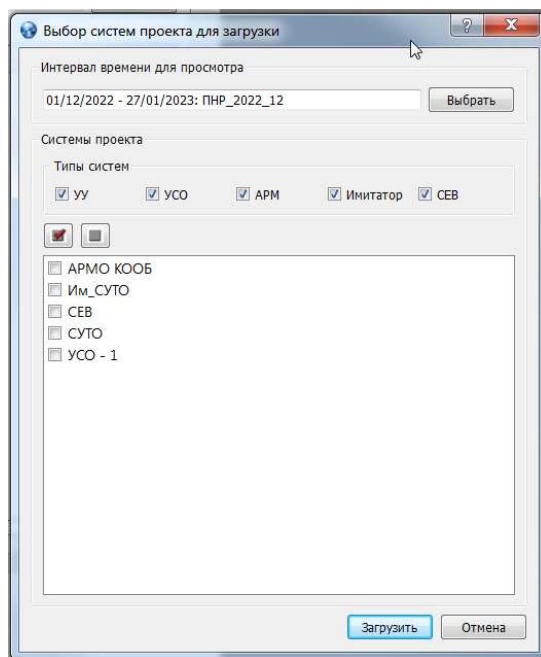 Выбор систем проекта для загрузки
Интервал времени для просмотра
01/12/2022 - 27/01/2023: ПНР_2022_12
Выбрать
Системы проекта
Типы систем
УУ УСО АРМ Имитатор СЕВ
АРМО КООБ
Им_СУТО
СЕВ
СУТО
УСО - 1
Загрузить Отмена